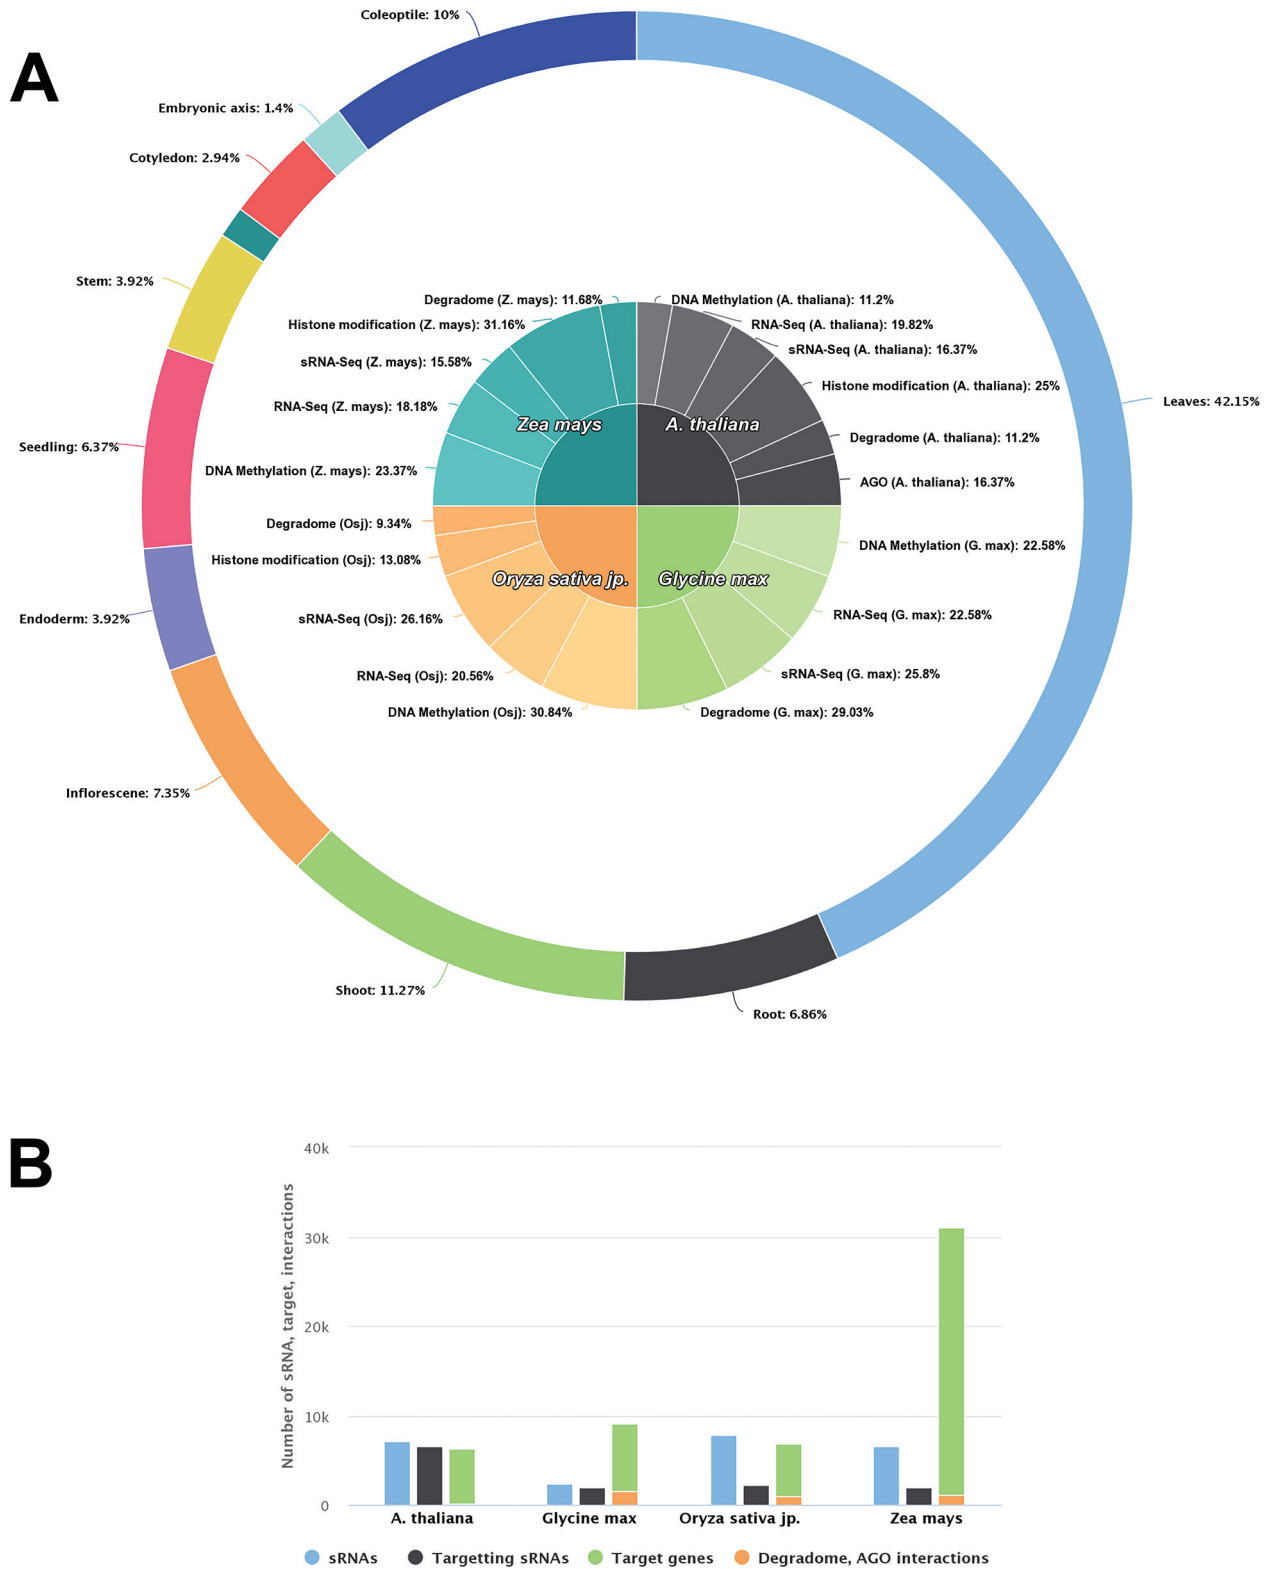 A
Coleoptile: 10%
Embryonic axis: 1.4%
Cotyledon: 2.94%
Stem: 3.92%
Seedling: 6.37%
Endoderm: 3.92%
Inflorescene: 7.35%
Shoot: 11.27%
Root: 6.86%
Leaves: 42.15%
Degradome (Z. mays): 11.68%
Histone modification (Z. mays): 31.16%
sRNA-Seq (Z. mays): 15.58%
RNA-Seq (Z. mays): 18.18%
DNA Methylation (Z. mays): 23.37%
Zea mays
DNA Methylation (A. thaliana): 11.2%
RNA-Seq (A. thaliana): 19.82%
sRNA-Seq (A. thaliana): 16.37%
Histone modification (A. thaliana): 25%
Degradome (A. thaliana): 11.2%
AGO (A. thaliana): 16.37%
A. thaliana
Degradome (Osj): 9.34%
Histone modification (Osj): 13.08%
sRNA-Seq (Osj): 26.16%
RNA-Seq (Osj): 20.56%
DNA Methylation (Osj): 30.84%
Oryza sativa jp.
DNA Methylation (G. max): 22.58%
RNA-Seq (G. max): 22.58%
sRNA-Seq (G. max): 25.8%
Degradome (G. max): 29.03%
Glycine max
B
Number of sRNA, target, interactions
40k
30k
20k
10k
0
A. thaliana
Glycine max
Oryza sativa jp.
Zea mays
sRNAs
Targetting sRNAs
Target genes
Degradome, AGO interactions